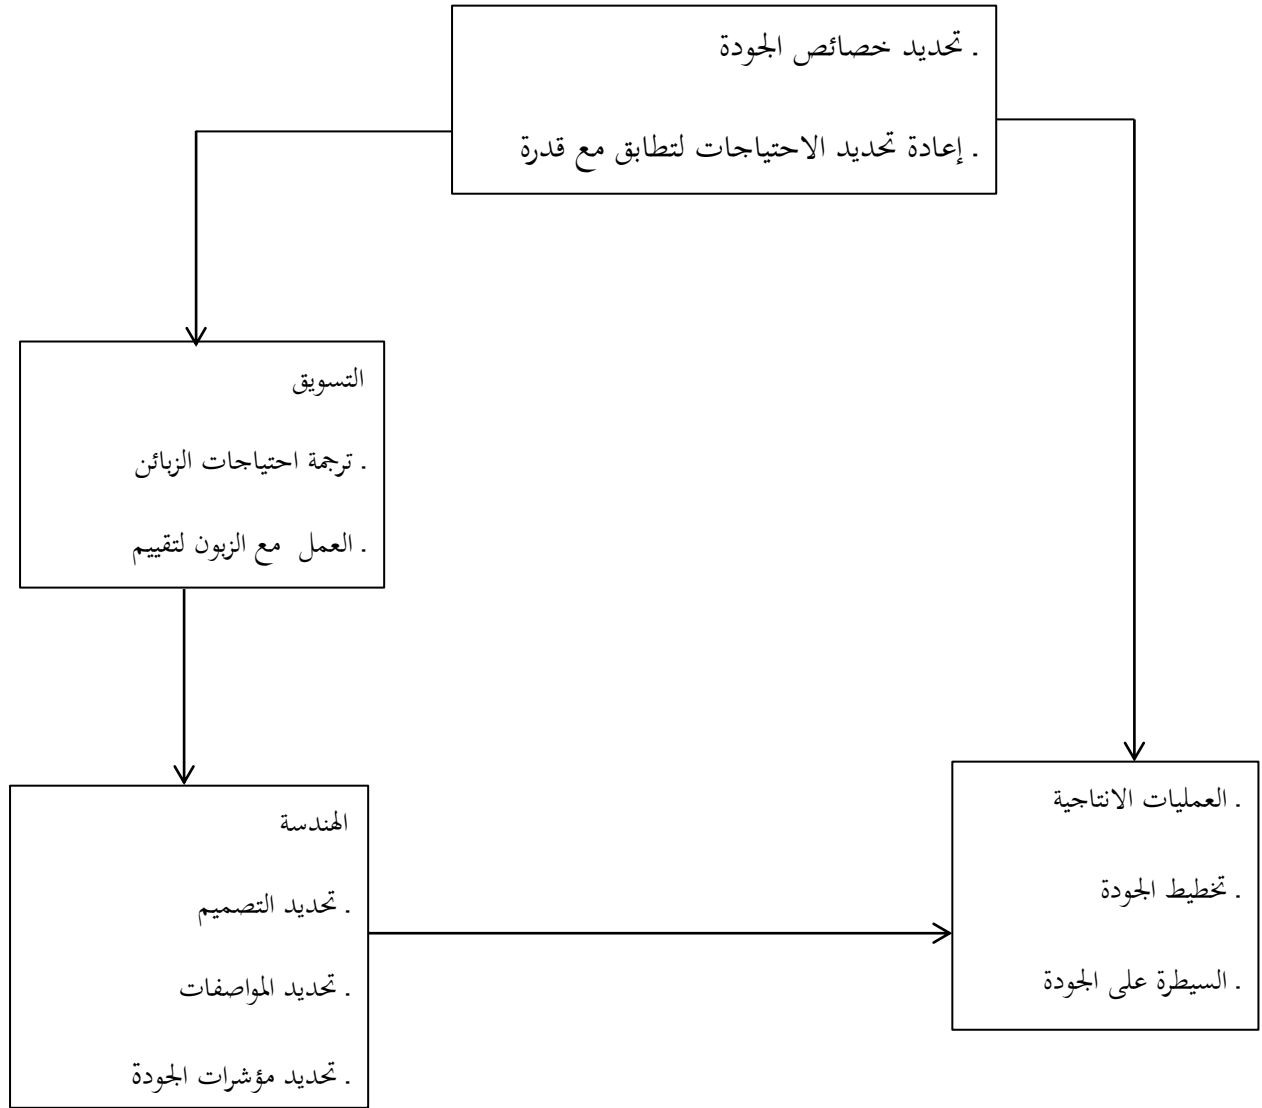 . تحديد خصائص الجودة
. إعادة تحديد الاحتياجات لتطابق مع قدرة
التسويق
. ترجمة احتياجات الزبائن
. العمل مع الزبون لتقييم
الهندسة
. تحديد التصميم
. تحديد المواصفات
. تحديد مؤشرات الجودة
. العمليات الانتاجية
. تخطيط الجودة
. السيطرة على الجودة